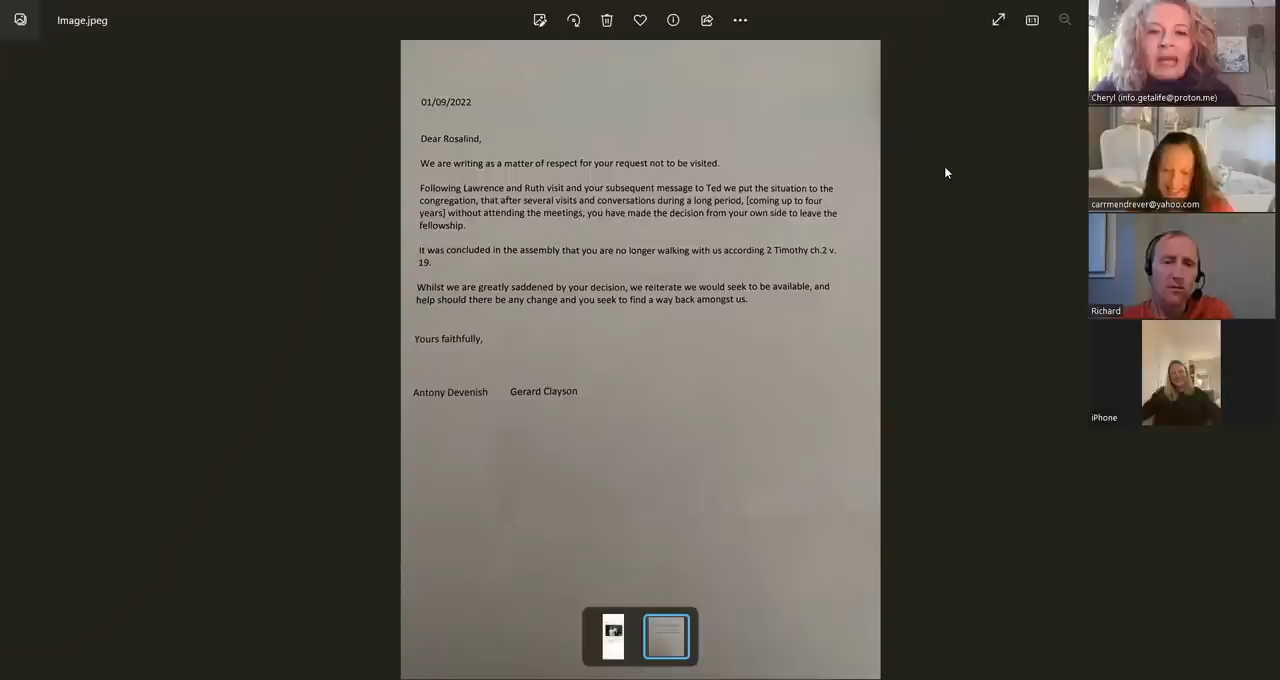 Image.jpeg
1:1
01/09/2022
Dear Rosalind,
We are writing as a matter of respect for your request not to be visited.
Following Lawrence and Ruth visit and your subsequent message to Ted we put the situation to the
congregation, that after several visits and conversations during a long period, [coming up to four
years] without attending the meetings, you have made the decision from your own side to leave the
fellowship.
It was concluded in the assembly that you are no longer walking with us according 2 Timothy ch.2 v.
19.
Whilst we are greatly saddened by your decision, we reiterate we would seek to be available, and
help should there be any change and you seek to find a way back amongst us.
Yours faithfully,
Antony Devenish Gerard Clayson
Cheryl (info.getalife@proton.me)
carrmendrever@yahoo.com
Richard
iPhone